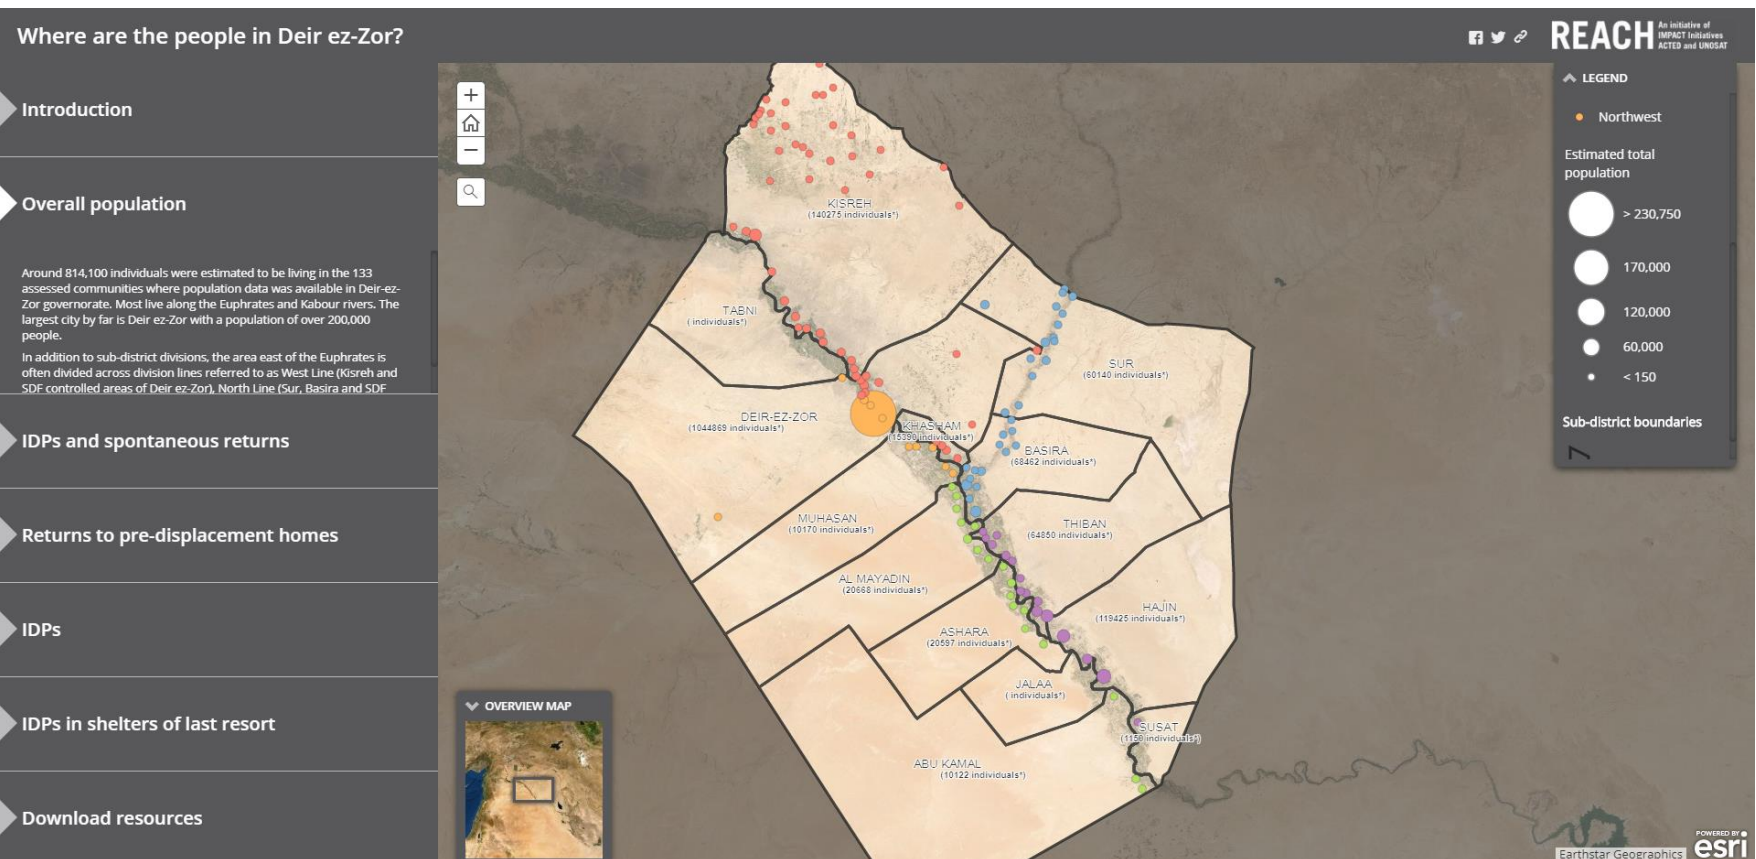 Where are the people in Deir ez-Zor?
REACH
An initiative of
IMPACT Initiatives
ACTED and UNOSAT
Introduction
Overall population
Around 814,100 individuals were estimated to be living in the 133
assessed communities where population data was available in Deir-ez-
Zor governorate. Most live along the Euphrates and Kabour rivers. The
largest city by far is Deir ez-Zor with a population of over 200,000
people.
In addition to sub-district divisions, the area east of the Euphrates is
often divided across division lines referred to as West Line (Kisreh and
SDF controlled areas of Deir ez-Zor), North Line (Sur, Basira and SDF
IDPs and spontaneous returns
Returns to pre-displacement homes
IDPs
IDPs in shelters of last resort
Download resources
KISREH
(140275 individuals*)
TABNI
( individuals*)
SUR
(60140 individuals*)
DEIR-EZ-ZOR
(1044869 individuals*)
KHASHAM
(15390 individuals*)
BASIRA
(68462 individuals*)
MUHASAN
(10170 individuals*)
THIBAN
(64850 individuals*)
AL MAYADIN
(20668 individuals*)
HAJIN
(119425 individuals*)
ASHARA
(20597 individuals*)
JALAA
( individuals*)
SUSAT
(1150 individuals*)
ABU KAMAL
(10122 individuals*)
OVERVIEW MAP
LEGEND
Northwest
Estimated total
population
> 230,750
170,000
120,000
60,000
< 150
Sub-district boundaries
POWERED BY
esri
Earthstar Geographics